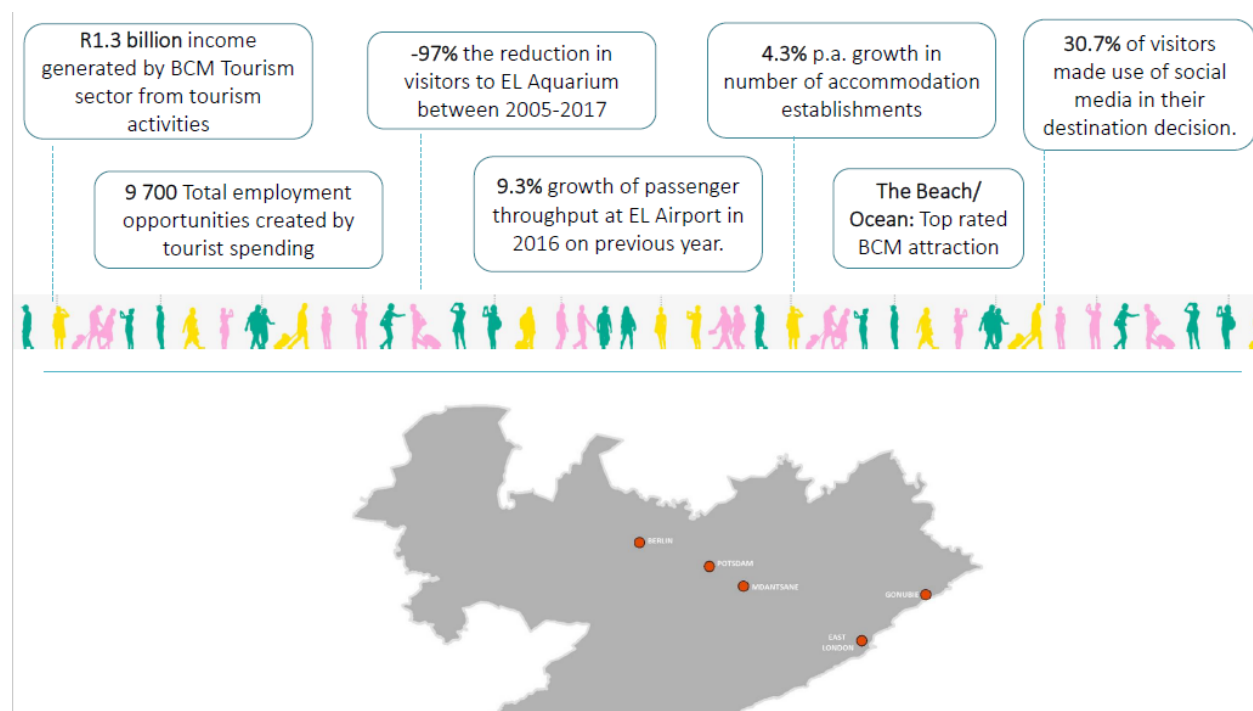 R1.3 billion income
generated by BCM Tourism
sector from tourism
activities
-97% the reduction in
visitors to EL Aquarium
between 2005-2017
4.3% p.a. growth in
number of accommodation
establishments
30.7% of visitors
made use of social
media in their
destination decision.
9 700 Total employment
opportunities created by
tourist spending
9.3% growth of passenger
throughput at EL Airport in
2016 on previous year.
The Beach/
Ocean: Top rated
BCM attraction
BERLIN
POTSDAM
MDANTSANE
GONUBIE
EAST
LONDON